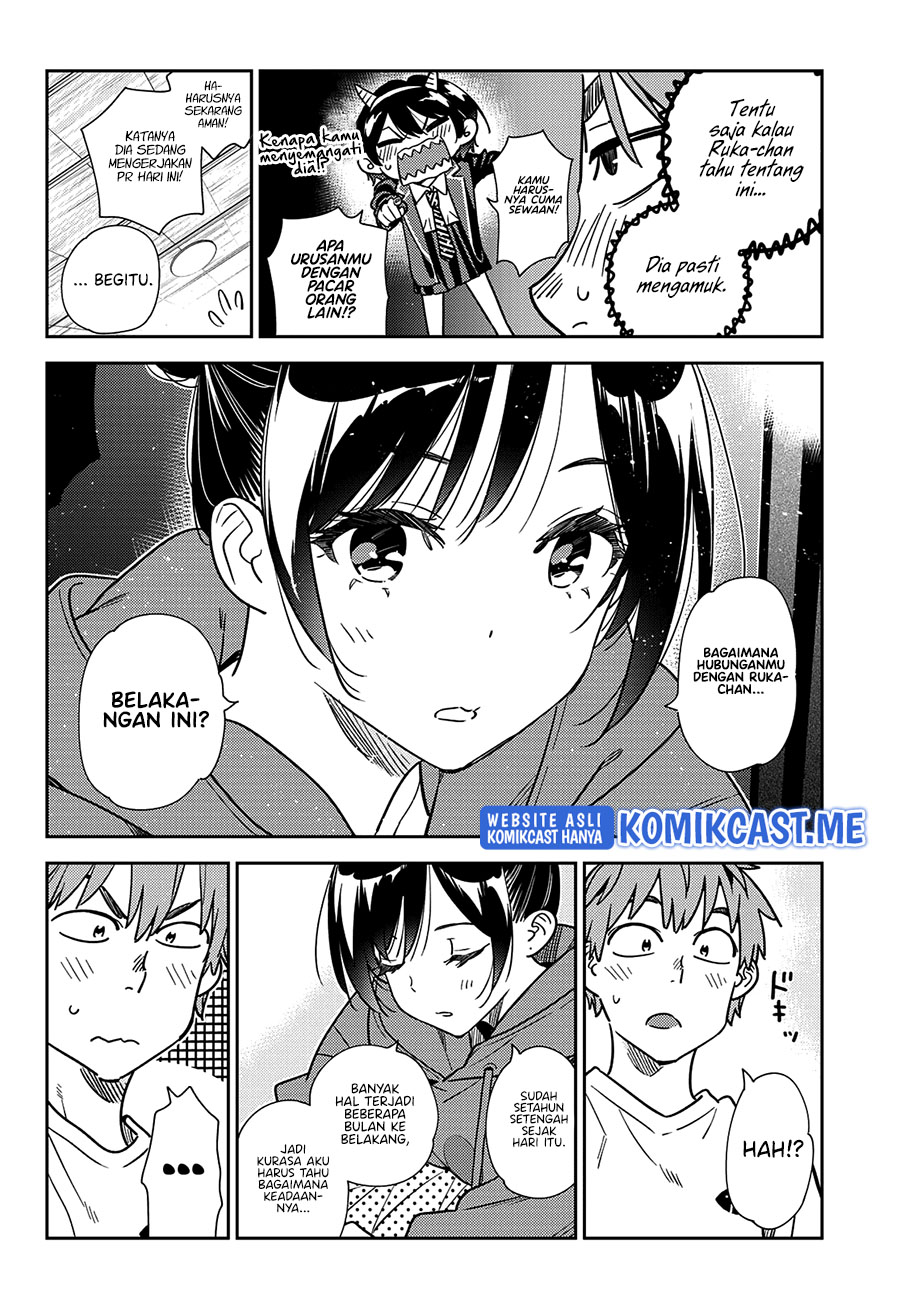 Tentu
saja kalau
Ruka-chan
tahu tentang
ini...
Dia pasti
mengamuk.
KAMU
HARUS-
NYA CUMA
SEWAAN!
Kenapa kamu
menyemangati
dia!!
APA
URUSANMU
DENGAN
PACAR
ORANG
LAIN!?
HA-
HARUSNYA
SEKARANG
AMAN!
KATANYA
DIA SEDANG
MENGERJAKAN
PR HARI INI!
... BEGITU.
BAGAIMANA
HUBUNGANMU
DENGAN RUKA-
CHAN...
BELAKA-
NGAN INI?
WEBSITE ASLI
KOMIKCAST HANYA
KOMIKCAST.ME
ドキッ
HAH!?
SUDAH
SETAHUN
SETENGAH
SEJAK
HARI ITU.
BANYAK
HAL TERJADI
BEBERAPA
BULAN KE
BELAKANG,
JADI
KURASA AKU
HARUS TAHU
BAGAIMANA
KEADAAN-
NYA...
...